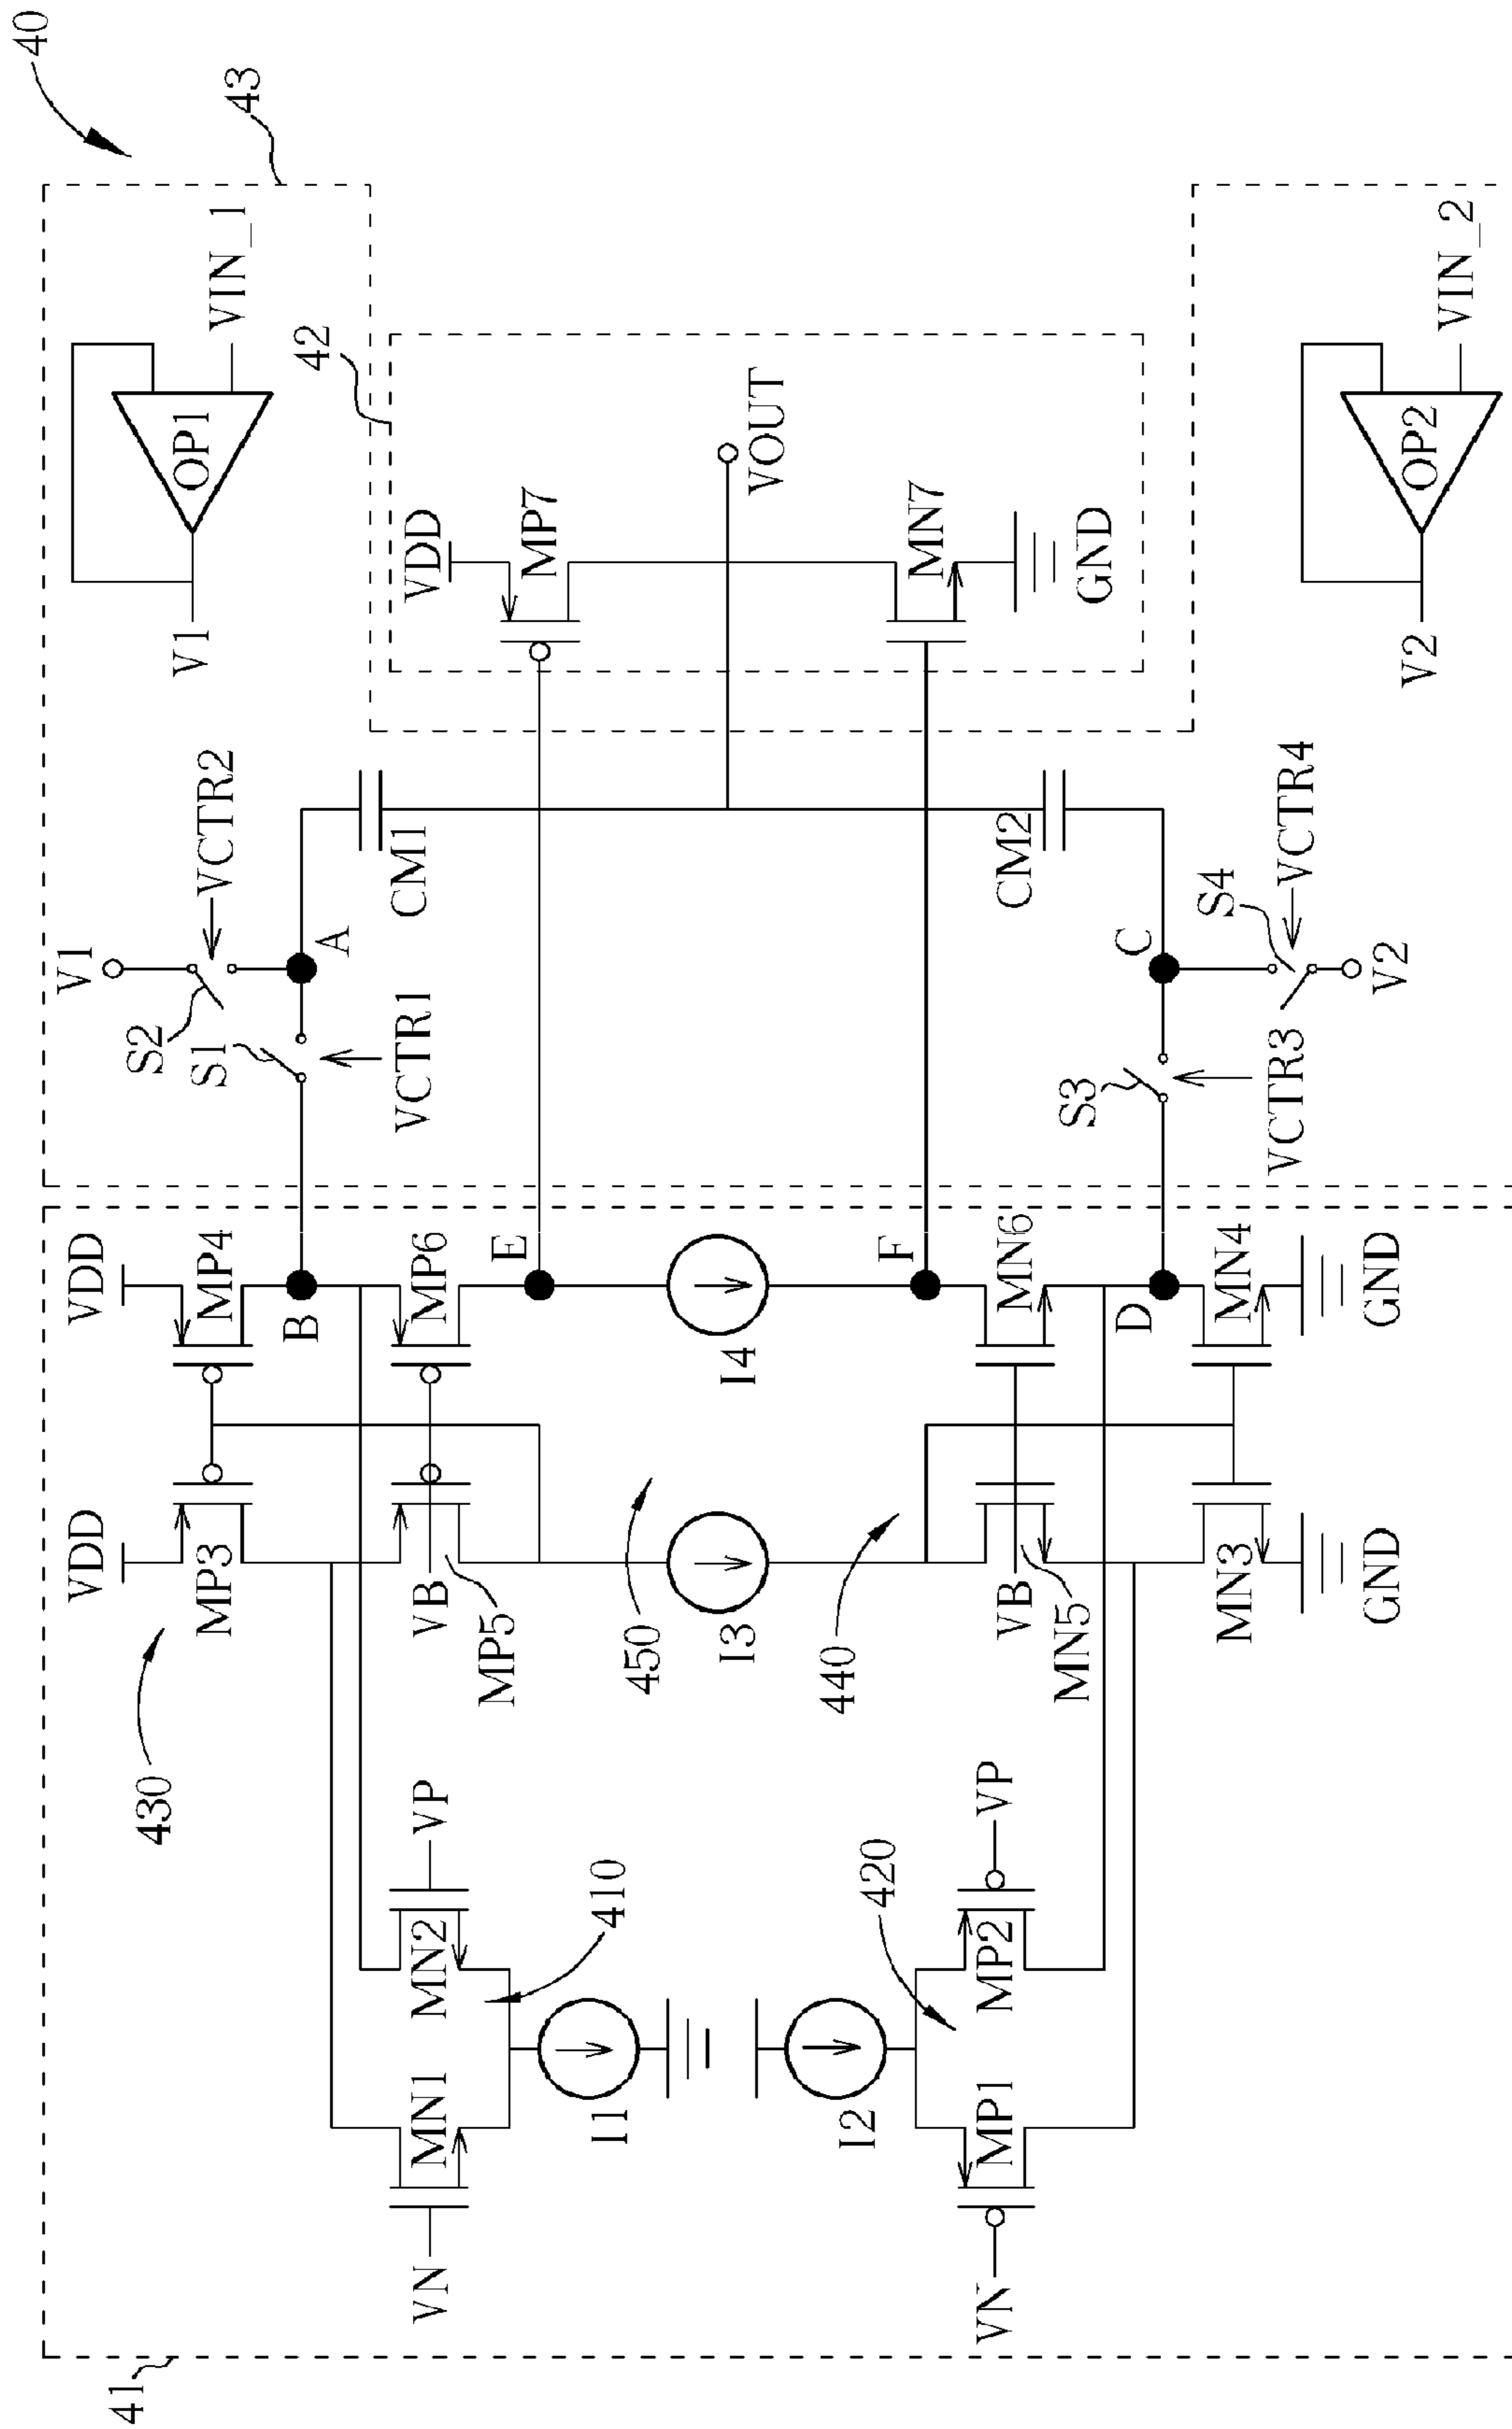 40
43
VIN_1
OP1
V1
42
VDD
MP7
VOUT
MN7
GND
VIN_2
OP2
V2
V1
VCTR2
S2
S1
A
VCTR1
CM1
CM2
C
S4
VCTR4
V2
S3
VCTR3
41
VDD
MP4
B
MP6
E
I4
F
MN6
D
MN4
GND
VDD
MP3
430
VB
MP5
450
I3
440
VB
MN5
MN3
GND
VN
MN1
MN2
VP
410
I1
I2
420
VN
MP1
MP2
VP